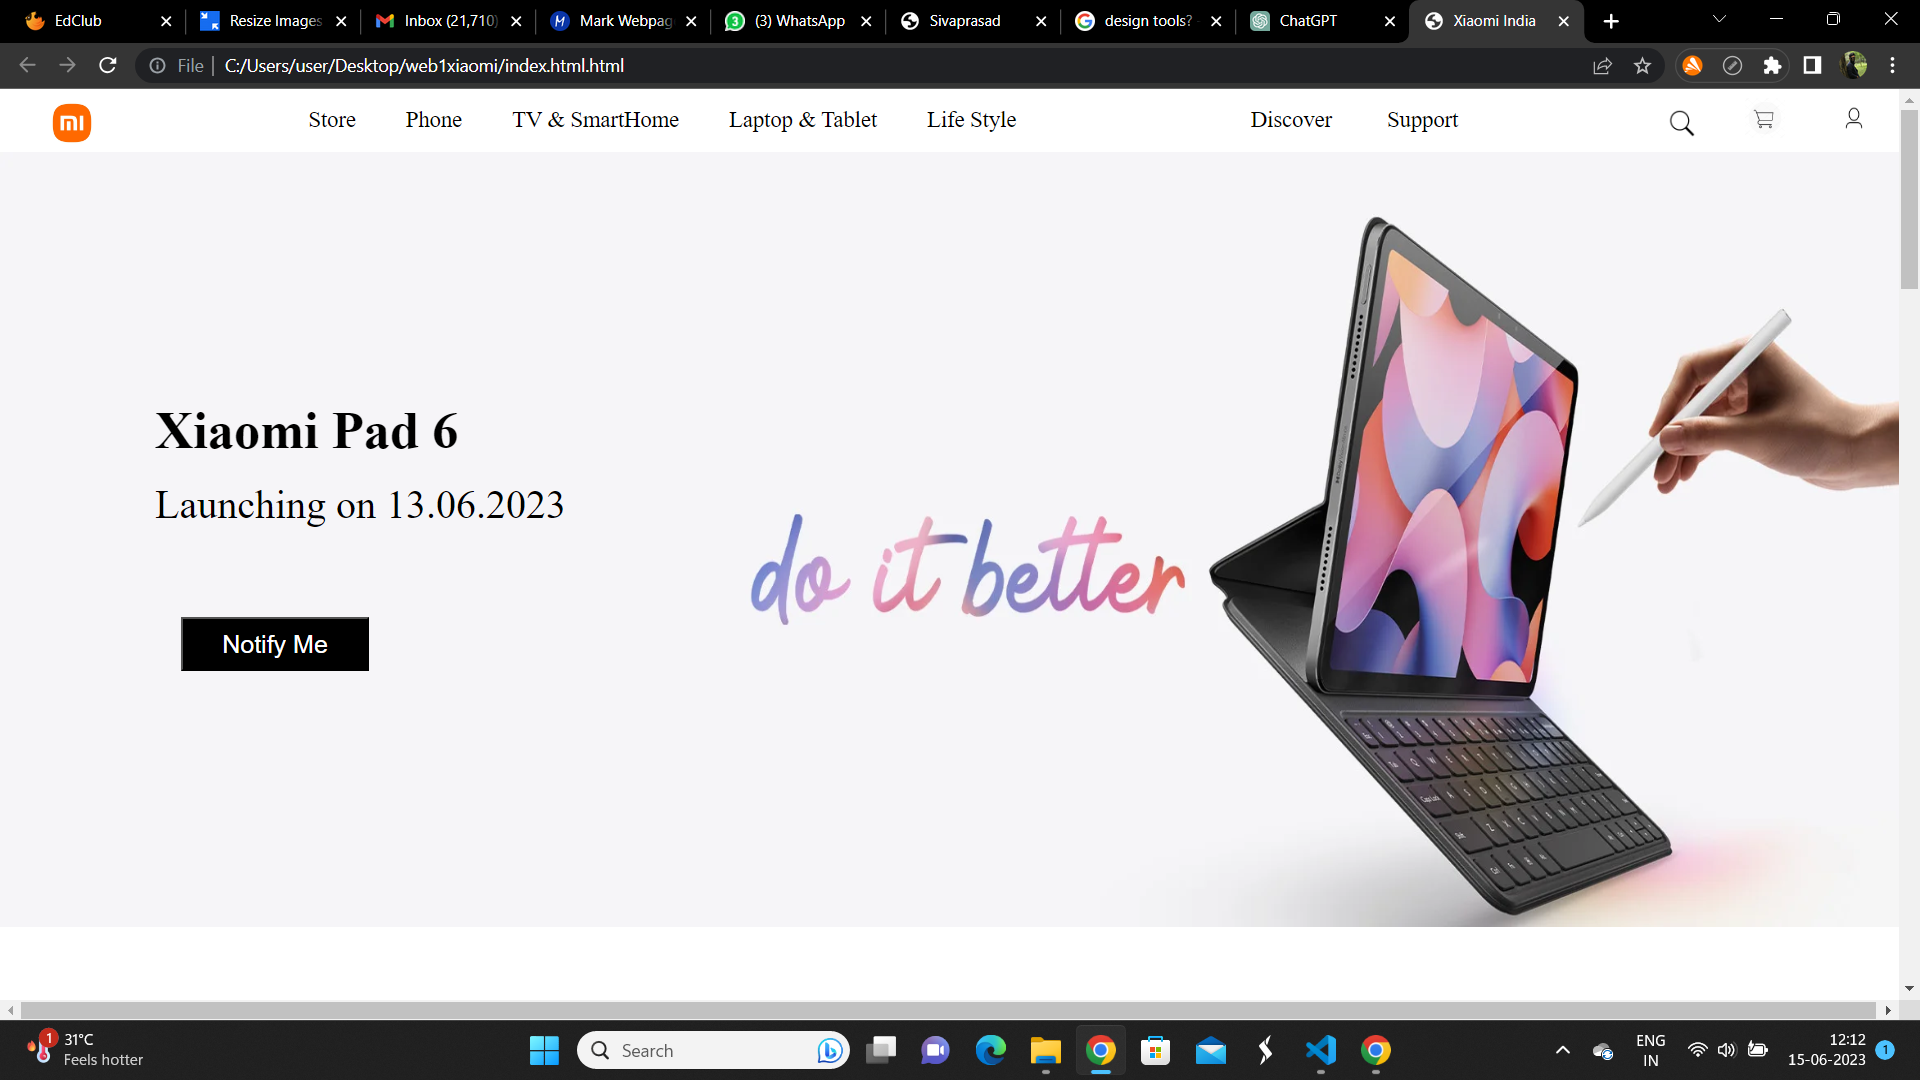 EdClub
Resize Images
Inbox (21,710)
Mark Webpag
(3) WhatsApp
Sivaprasad
design tools?
ChatGPT
Xiaomi India
File
C:/Users/user/Desktop/web1xiaomi/index.html.html
mi
Store
Phone
TV & SmartHome
Laptop & Tablet
Life Style
Discover
Support
Xiaomi Pad 6
Launching on 13.06.2023
do it better
Notify Me
1
31°C
Feels hotter
Search
ENG
IN
12:12
15-06-2023
1